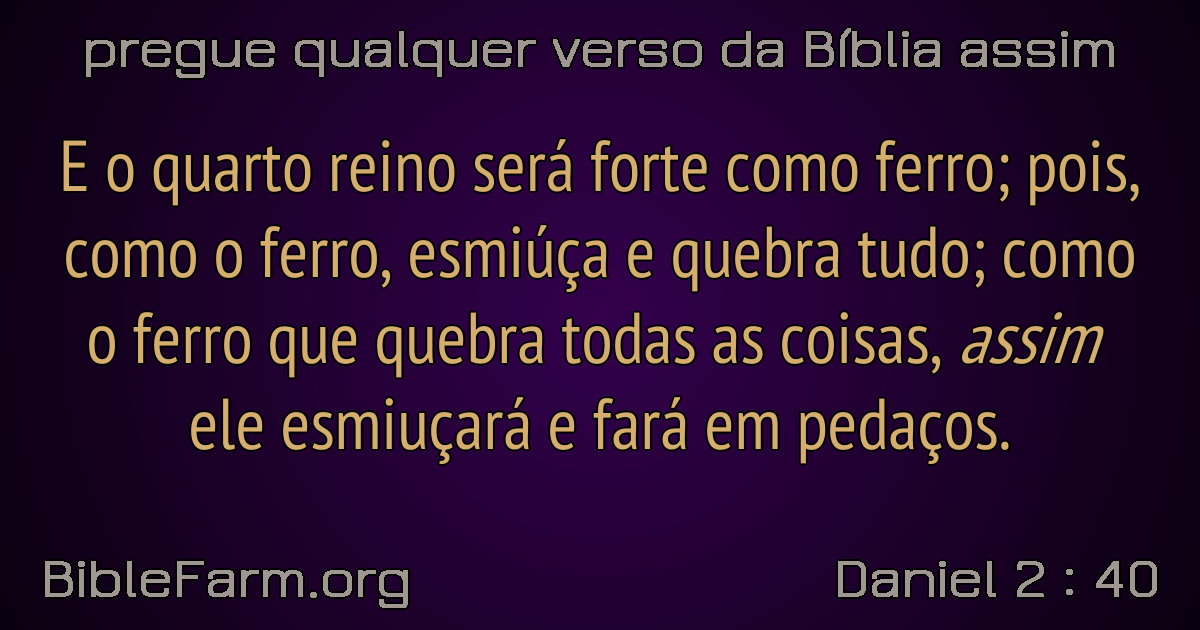 pregue qualquer verso da Bíblia assim
E o quarto reino será forte como ferro; pois,
como o ferro, esmiúça e quebra tudo; como
o ferro que quebra todas as coisas, assim
ele esmiuçará e fará em pedaços.
BibleFarm.org
Daniel 2 : 40